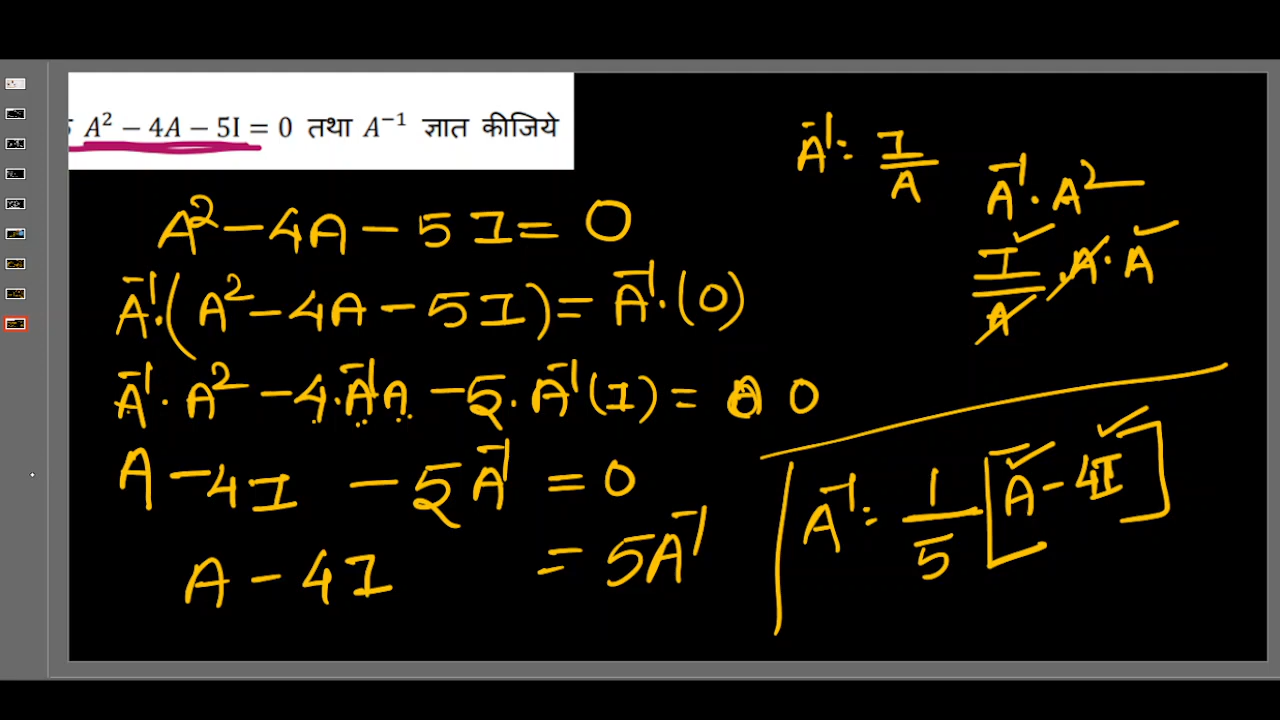 A² − 4A − 5I = 0 तथा A⁻¹ ज्ञात कीजिये
A² − 4A − 5I = 0
A⁻¹.(A² − 4A − 5I) = A⁻¹.(0)
A⁻¹ . A² − 4.A⁻¹A − 5.A⁻¹(I) = 0
A − 4I − 5A⁻¹ = 0
A − 4I = 5A⁻¹
A⁻¹ = I/A
A⁻¹ . A²
I/A . A . A
A⁻¹ = 1/5 [A − 4I]